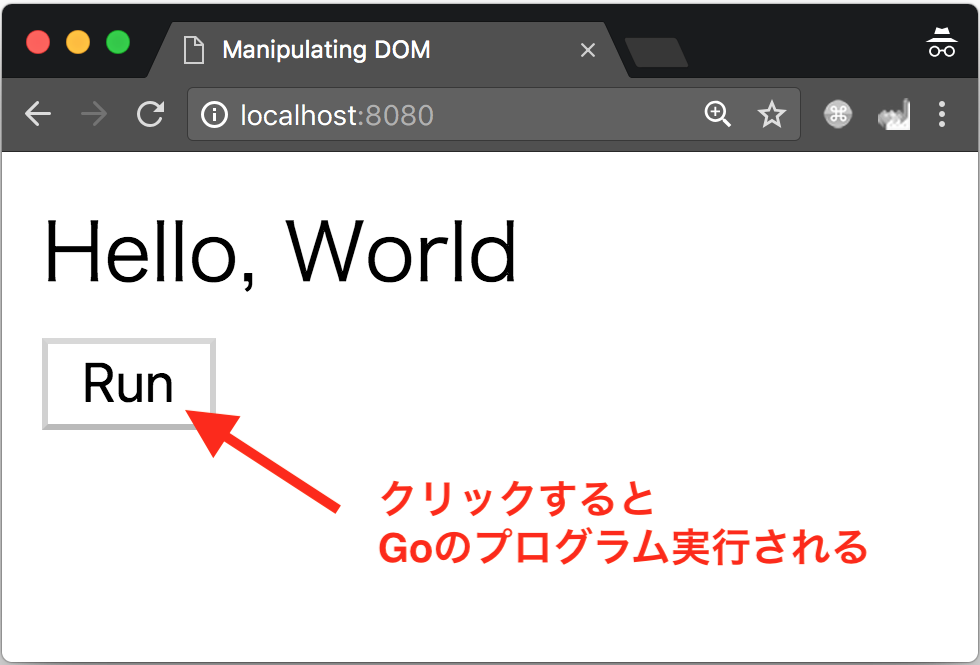 Manipulating DOM
localhost:8080
Hello, World
Run
クリックすると
Goのプログラム実行される